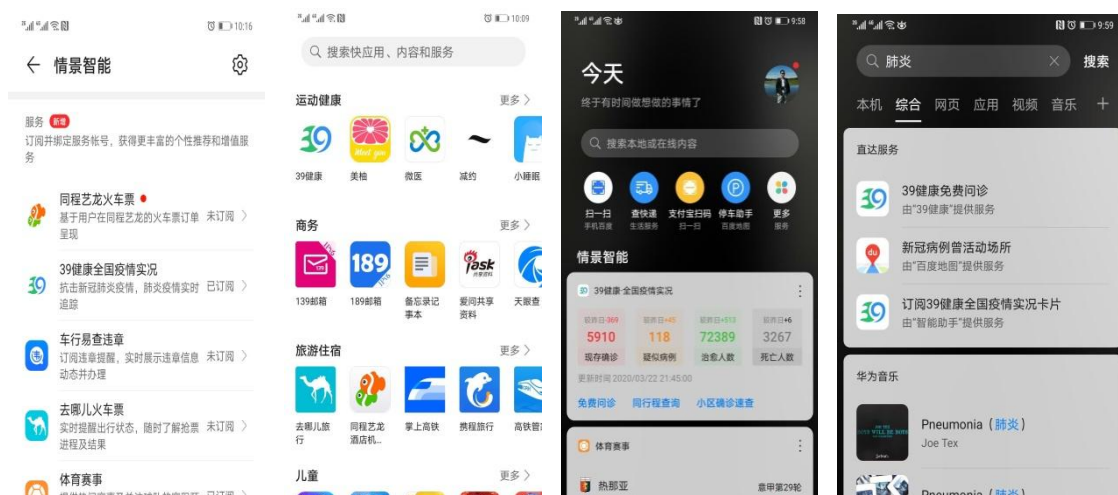 10:16
情景智能
服务 新增
订阅并绑定服务帐号，获得更丰富的个性推荐和增值服
务
同程艺龙火车票
基于用户在同程艺龙的火车票订单 未订阅
呈现
39健康全国疫情实况
抗击新冠肺炎疫情，肺炎疫情实时 已订阅
追踪
车行易查违章
订阅违章提醒，实时展示违章信息 未订阅
动态并办理
去哪儿火车票
实时提醒出行状态，随时了解抢票 未订阅
进程及结果
体育赛事
10:09
搜索快应用、内容和服务
运动健康 更多
39健康 美柚 微医 减约 小睡眠
商务 更多
139邮箱 189邮箱 备忘录记 爱问共享 天眼查
事本 资料
旅游住宿 更多
去哪儿旅 同程艺龙 掌上高铁 携程旅行 高铁管
行 酒店机...
儿童 更多
9:58
今天
终于有时间做想做的事情了
搜索本地或在线内容
扫一扫 查快递 支付宝扫码 停车助手 更多
手机百度 生活服务 扫一扫 百度地图 服务
情景智能
39健康·全国疫情实况
较昨日-369 较昨日+45 较昨日+513 较昨日+6
5910 118 72389 3267
现存确诊 疑似病例 治愈人数 死亡人数
更新时间 2020/03/22 21:45:00
免费问诊 同行程查询 小区确诊速查
体育赛事
热那亚 意甲第29轮
9:59
肺炎 搜索
本机 综合 网页 应用 视频 音乐
直达服务
39健康免费问诊
由"39健康"提供服务
新冠病例曾活动场所
由"百度地图"提供服务
订阅39健康全国疫情实况卡片
由"智能助手"提供服务
华为音乐
Pneumonia（肺炎）
Joe Tex
Pneumonia（肺炎）